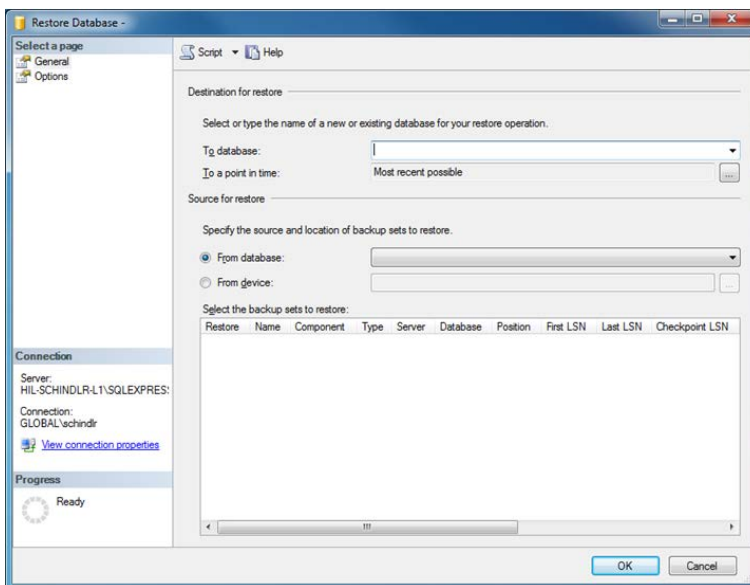 Restore Database -
Select a page
General
Options
Script
Help
Destination for restore
Select or type the name of a new or existing database for your restore operation.
To database:
To a point in time:
Most recent possible
...
Source for restore
Specify the source and location of backup sets to restore.
From database:
From device:
...
Select the backup sets to restore:
Restore Name Component Type Server Database Position First LSN Last LSN Checkpoint LSN
Connection
Server:
HIL-SCHINDLR-L1\SQLEXPRES
Connection:
GLOBAL\schindlr
View connection properties
Progress
Ready
OK
Cancel